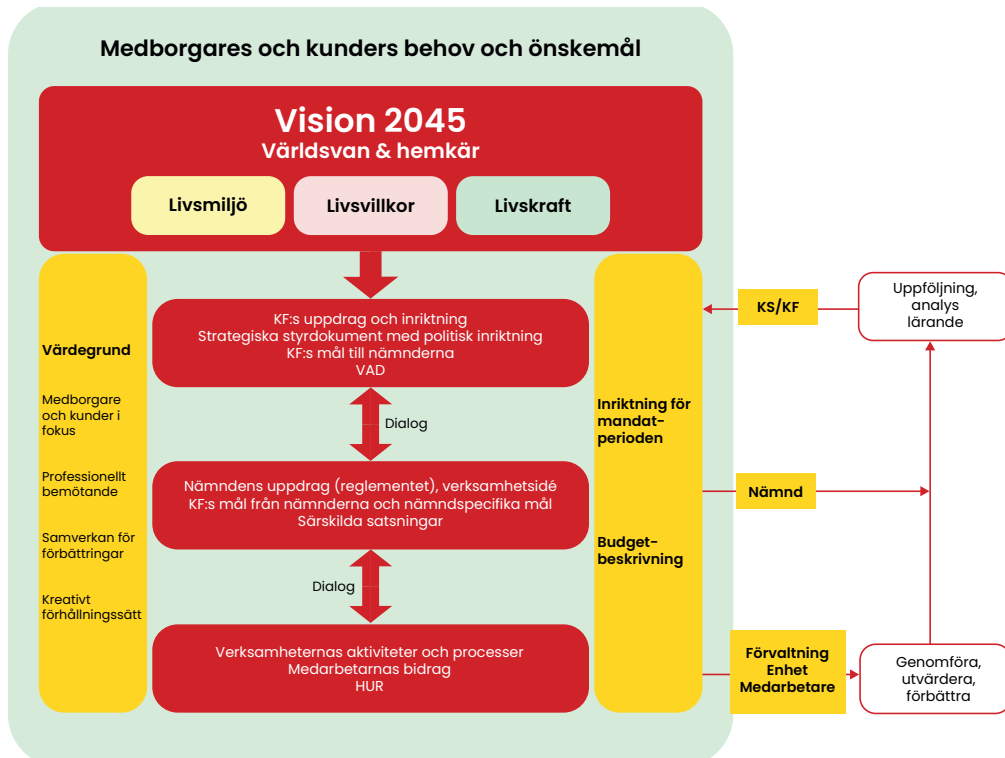 Medborgares och kunders behov och önskemål
Vision 2045
Världsvan & hemkär
Livsmiljö
Livsvillkor
Livskraft
Värdegrund
Medborgare
och kunder i
fokus
Professionellt
bemötande
Samverkan för
förbättringar
Kreativt
förhållningssätt
KF:s uppdrag och inriktning
Strategiska styrdokument med politisk inriktning
KF:s mål till nämnderna
VAD
Dialog
Nämndens uppdrag (reglementet), verksamhetsidé
KF:s mål från nämnderna och nämndspecifika mål
Särskilda satsningar
Dialog
Verksamheternas aktiviteter och processer
Medarbetarnas bidrag
HUR
Inriktning för
mandat-
perioden
Budget-
beskrivning
KS/KF
Uppföljning,
analys
lärande
Nämnd
Förvaltning
Enhet
Medarbetare
Genomföra,
utvärdera,
förbättra